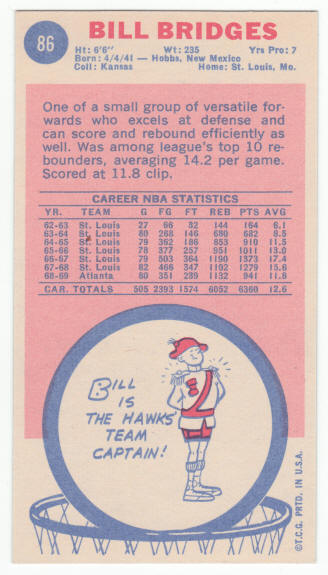 86
BILL BRIDGES
Ht: 6'6" Wt: 235 Yrs Pro: 7
Born: 4/4/41 — Hobbs, New Mexico
Coll: Kansas Home: St. Louis, Mo.
One of a small group of versatile for-
wards who excels at defense and
can score and rebound efficiently as
well. Was among league's top 10 re-
bounders, averaging 14.2 per game.
Scored at 11.8 clip.
CAREER NBA STATISTICS
YR. TEAM G FG FT REB PTS AVG
62-63 St. Louis 27 66 32 144 164 6.1
63-64 St. Louis 80 268 146 680 682 8.5
64-65 St. Louis 79 362 186 853 910 11.5
65-66 St. Louis 78 377 257 951 1011 13.0
66-67 St. Louis 79 503 364 1190 1373 17.4
67-68 St. Louis 82 466 347 1102 1279 15.6
68-69 Atlanta 80 351 239 1132 941 11.8
CAR. TOTALS 505 2393 1574 6052 6360 12.6
BILL
IS
THE HAWKS'
TEAM
CAPTAIN!
©T.C.G. PRTD. IN U.S.A.